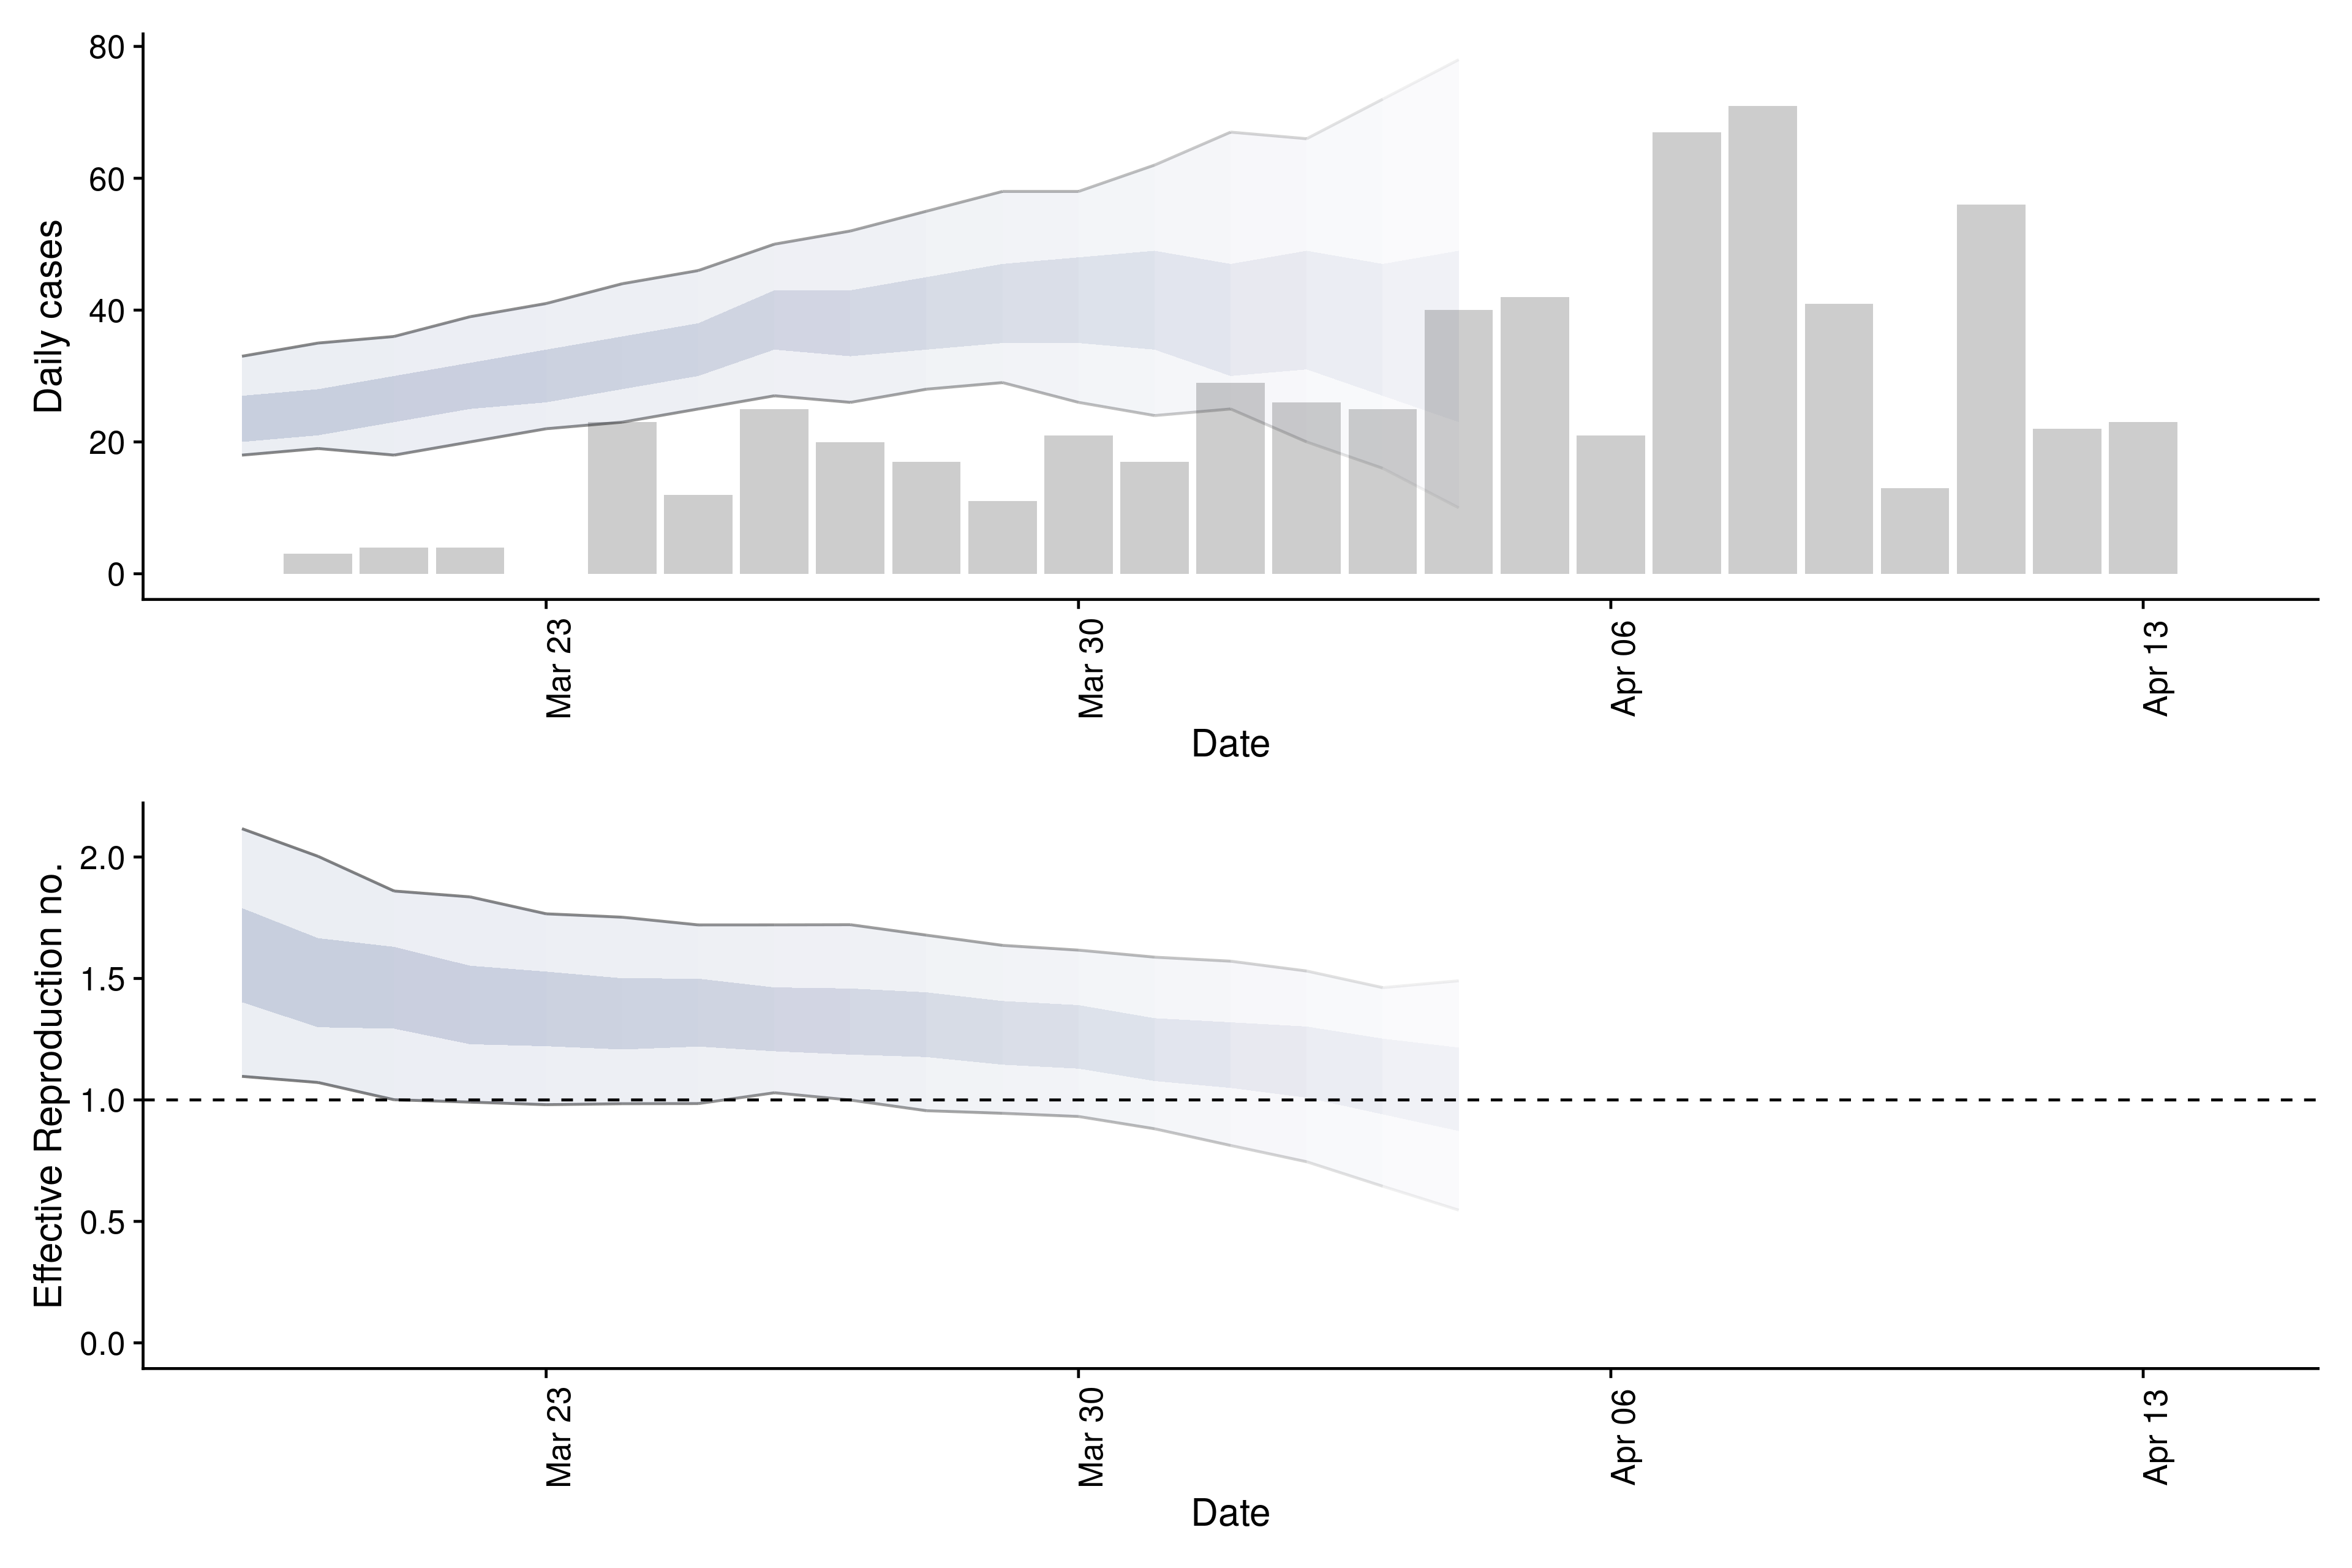 Daily cases
80
60
40
20
0
Mar 23
Mar 30
Apr 06
Apr 13
Date
Effective Reproduction no.
2.0
1.5
1.0
0.5
0.0
Mar 23
Mar 30
Apr 06
Apr 13
Date